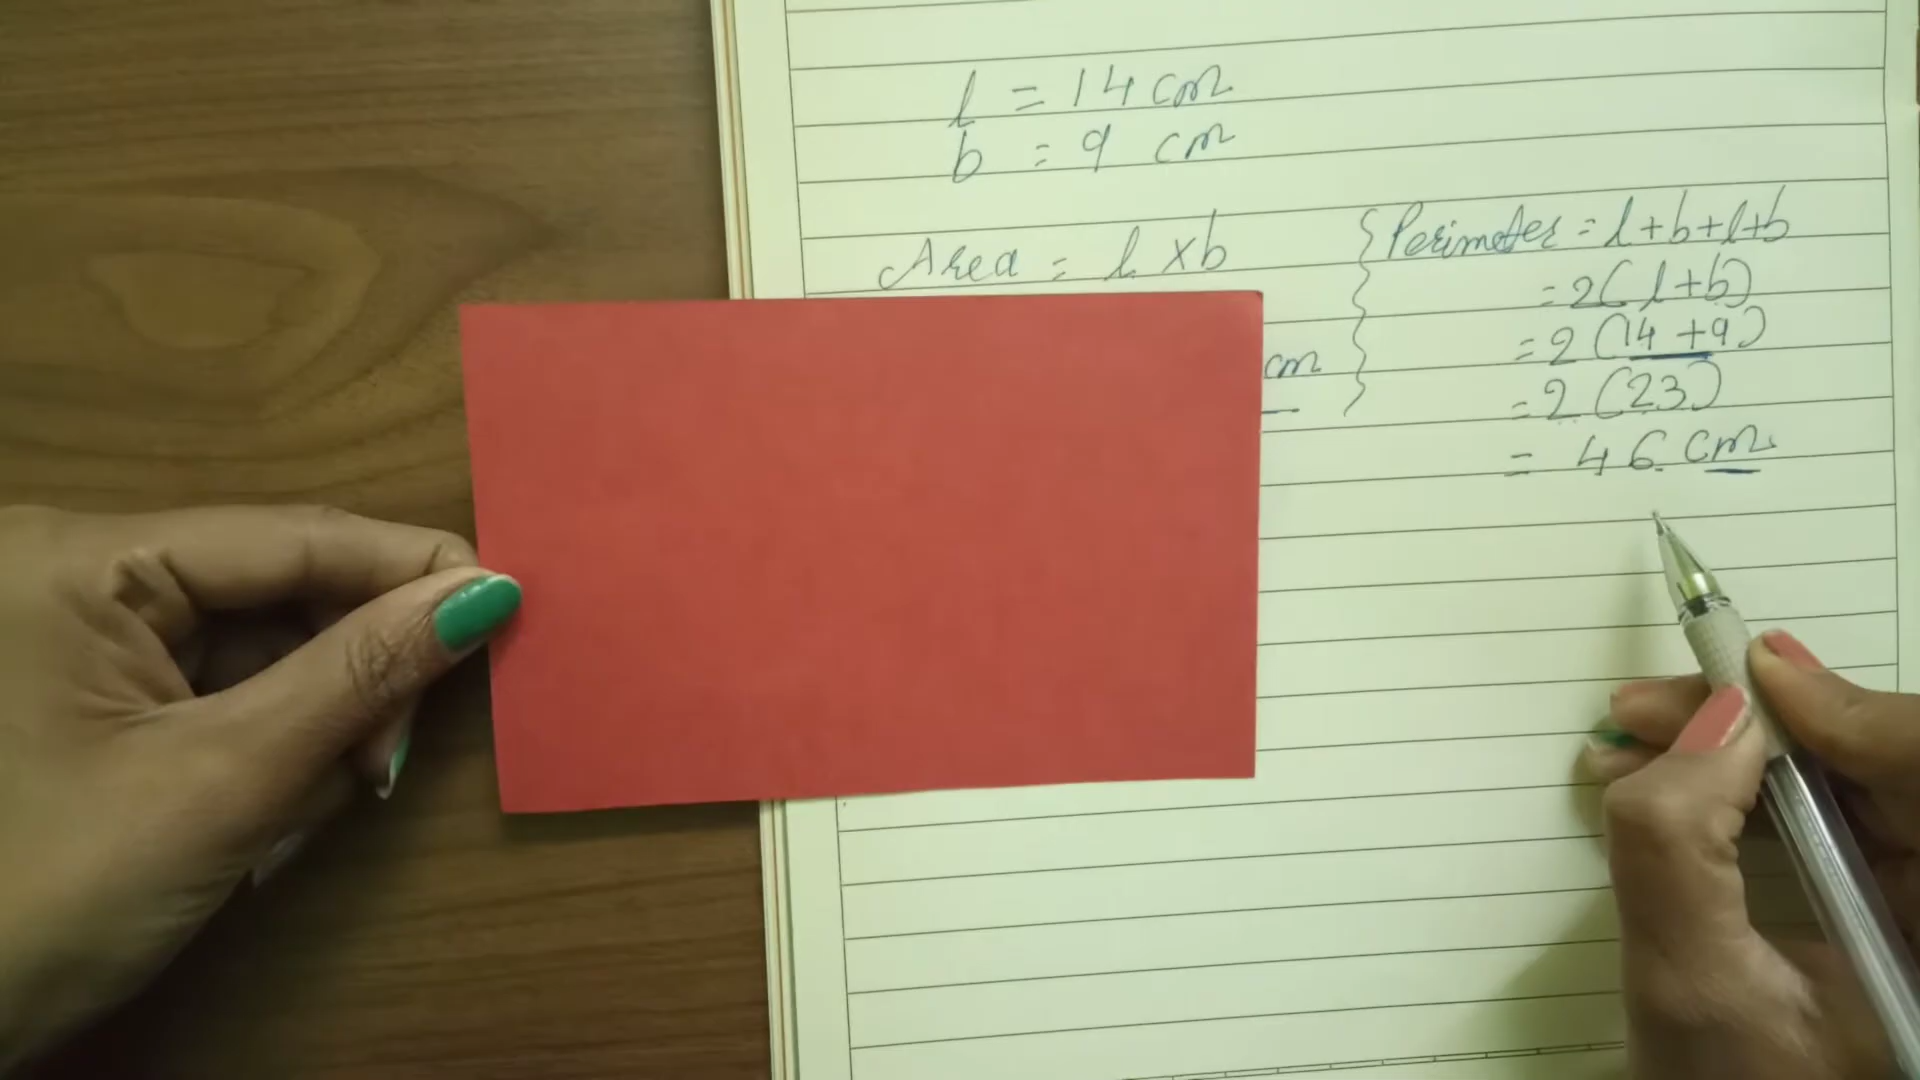 l = 14 cm
b = 9 cm
Area = l x b
cm
Perimeter = l+b+l+b
= 2(l+b)
= 2(14+9)
= 2(23)
= 46 cm